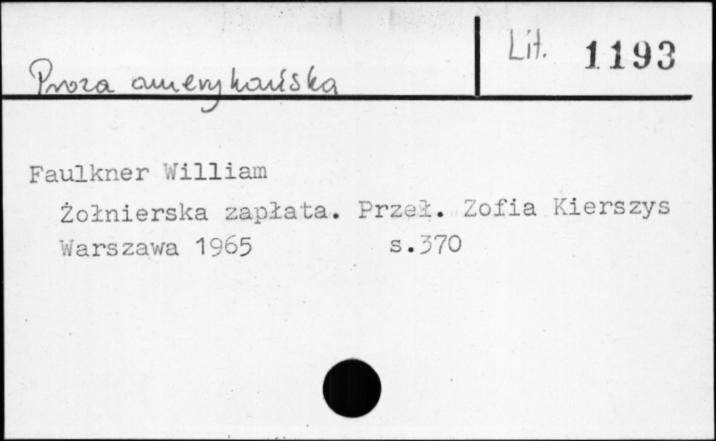 Proza amerykańska
Lit. 1193
Faulkner William
Żołnierska zapłata. Przeł. Zofia Kierszys
Warszawa 1965 s.370